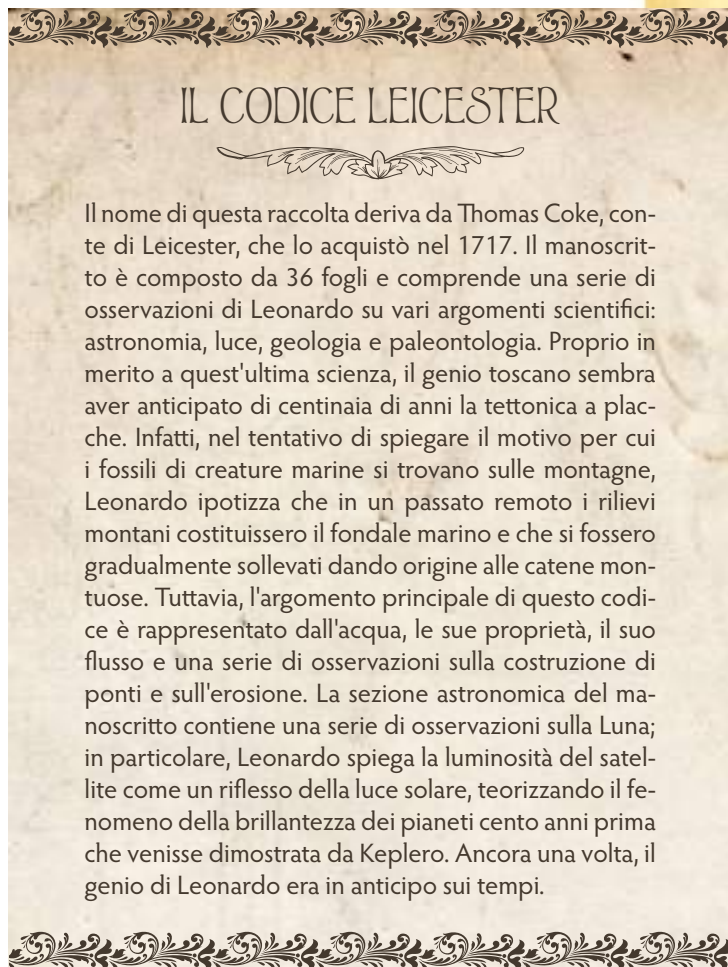 IL CODICE LEICESTER
Il nome di questa raccolta deriva da Thomas Coke, con-
te di Leicester, che lo acquistò nel 1717. Il manoscrit-
to è composto da 36 fogli e comprende una serie di
osservazioni di Leonardo su vari argomenti scientifici:
astronomia, luce, geologia e paleontologia. Proprio in
merito a quest'ultima scienza, il genio toscano sembra
aver anticipato di centinaia di anni la tettonica a plac-
che. Infatti, nel tentativo di spiegare il motivo per cui
i fossili di creature marine si trovano sulle montagne,
Leonardo ipotizza che in un passato remoto i rilievi
montani costituissero il fondale marino e che si fossero
gradualmente sollevati dando origine alle catene mon-
tuose. Tuttavia, l'argomento principale di questo codi-
ce è rappresentato dall'acqua, le sue proprietà, il suo
flusso e una serie di osservazioni sulla costruzione di
ponti e sull'erosione. La sezione astronomica del ma-
noscritto contiene una serie di osservazioni sulla Luna;
in particolare, Leonardo spiega la luminosità del satel-
lite come un riflesso della luce solare, teorizzando il fe-
nomeno della brillantezza dei pianeti cento anni prima
che venisse dimostrata da Keplero. Ancora una volta, il
genio di Leonardo era in anticipo sui tempi.